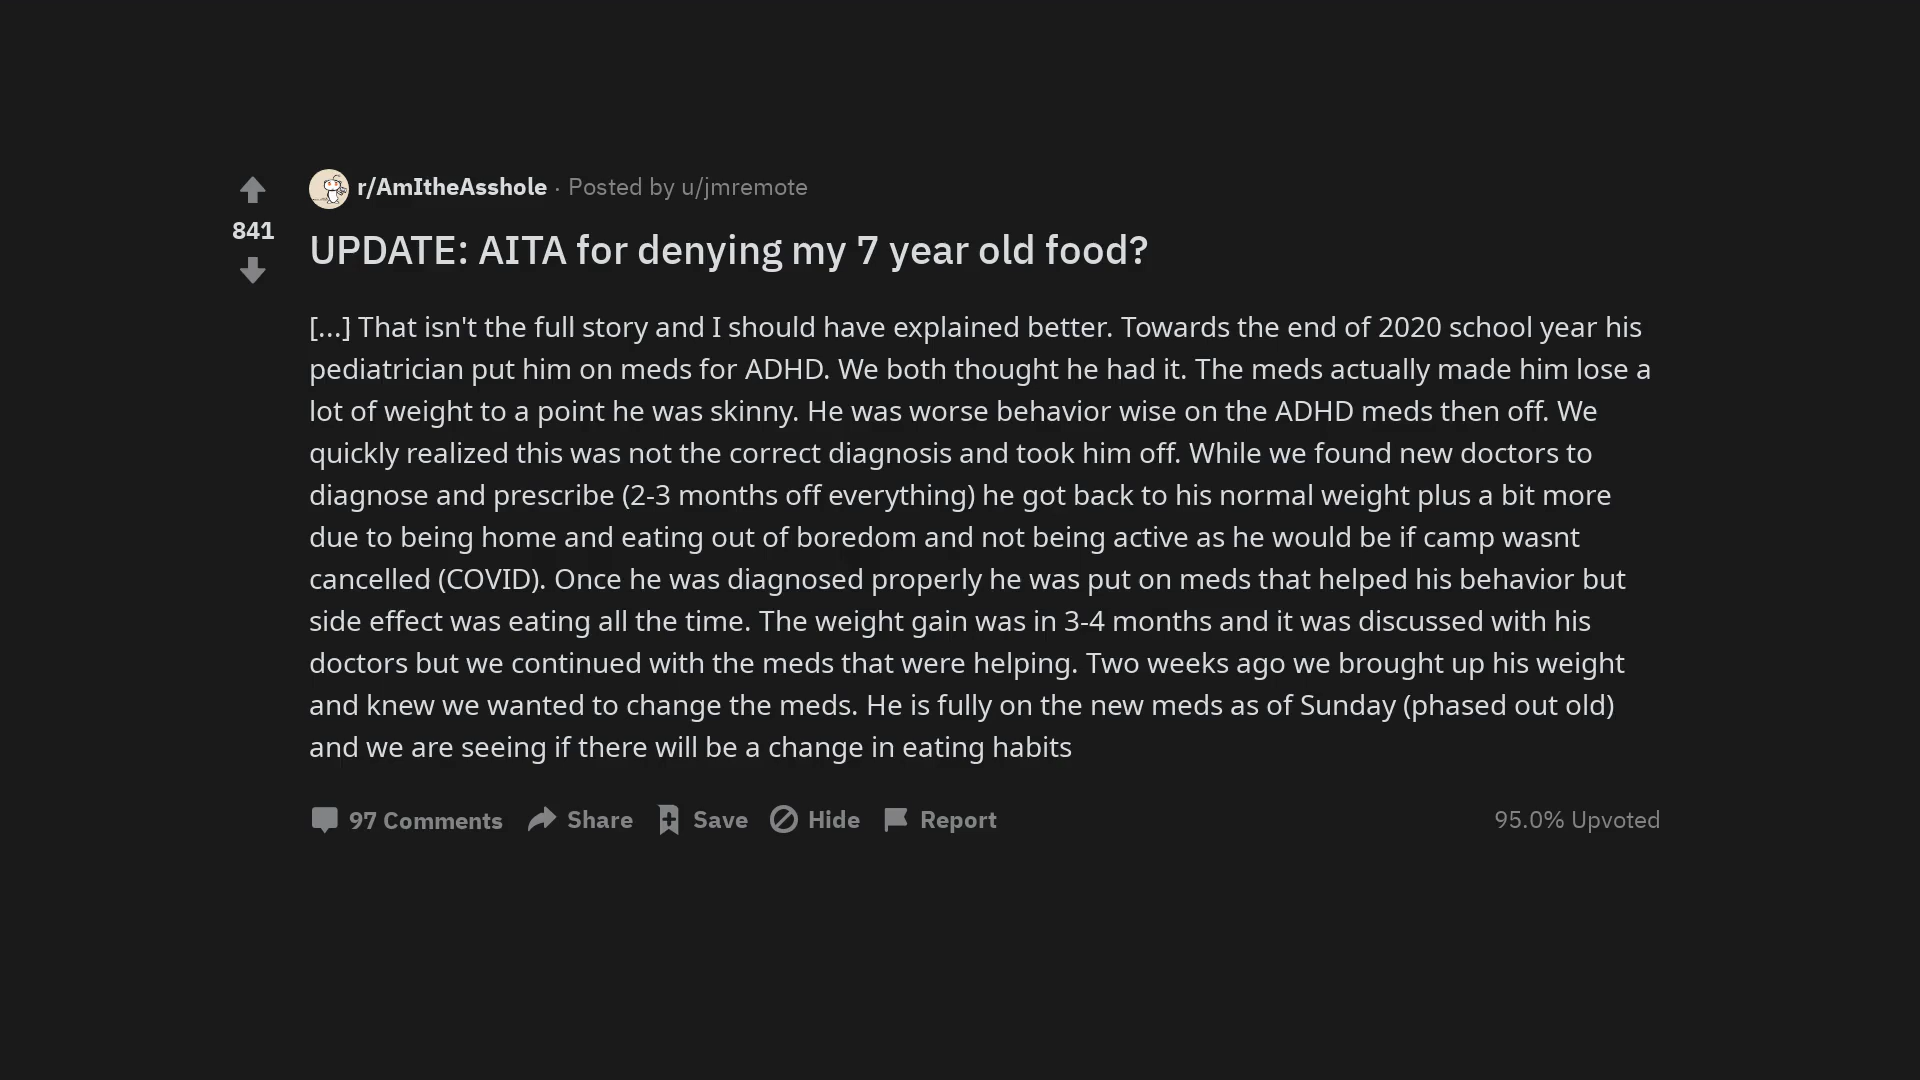 r/AmItheAsshole · Posted by u/jmremote
841
UPDATE: AITA for denying my 7 year old food?
[...] That isn't the full story and I should have explained better. Towards the end of 2020 school year his
pediatrician put him on meds for ADHD. We both thought he had it. The meds actually made him lose a
lot of weight to a point he was skinny. He was worse behavior wise on the ADHD meds then off. We
quickly realized this was not the correct diagnosis and took him off. While we found new doctors to
diagnose and prescribe (2-3 months off everything) he got back to his normal weight plus a bit more
due to being home and eating out of boredom and not being active as he would be if camp wasnt
cancelled (COVID). Once he was diagnosed properly he was put on meds that helped his behavior but
side effect was eating all the time. The weight gain was in 3-4 months and it was discussed with his
doctors but we continued with the meds that were helping. Two weeks ago we brought up his weight
and knew we wanted to change the meds. He is fully on the new meds as of Sunday (phased out old)
and we are seeing if there will be a change in eating habits
97 Comments Share Save Hide Report 95.0% Upvoted